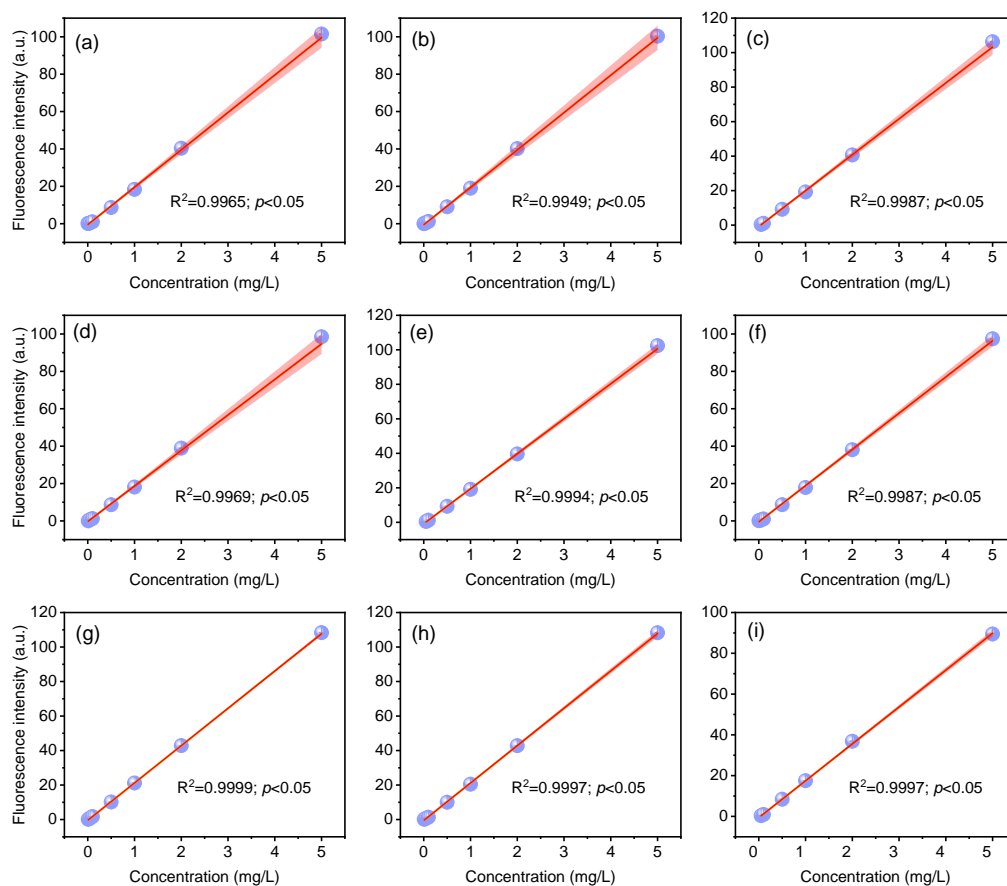 (a)
Fluorescence intensity (a.u.)
100
80
60
40
20
0
R²=0.9965; p<0.05
0 1 2 3 4 5
Concentration (mg/L)
(b)
100
80
60
40
20
0
R²=0.9949; p<0.05
0 1 2 3 4 5
Concentration (mg/L)
(c)
120
100
80
60
40
20
0
R²=0.9987; p<0.05
0 1 2 3 4 5
Concentration (mg/L)
(d)
Fluorescence intensity (a.u.)
100
80
60
40
20
0
R²=0.9969; p<0.05
0 1 2 3 4 5
Concentration (mg/L)
(e)
120
100
80
60
40
20
0
R²=0.9994; p<0.05
0 1 2 3 4 5
Concentration (mg/L)
(f)
100
80
60
40
20
0
R²=0.9987; p<0.05
0 1 2 3 4 5
Concentration (mg/L)
(g)
Fluorescence intensity (a.u.)
120
100
80
60
40
20
0
R²=0.9999; p<0.05
0 1 2 3 4 5
Concentration (mg/L)
(h)
120
100
80
60
40
20
0
R²=0.9997; p<0.05
0 1 2 3 4 5
Concentration (mg/L)
(i)
100
80
60
40
20
0
R²=0.9997; p<0.05
0 1 2 3 4 5
Concentration (mg/L)